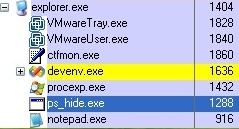 explorer.exe 1404
VMwareTray.exe 1828
VMwareUser.exe 1840
ctfmon.exe 1860
devenv.exe 1636
procexp.exe 1432
ps_hide.exe 1288
notepad.exe 916